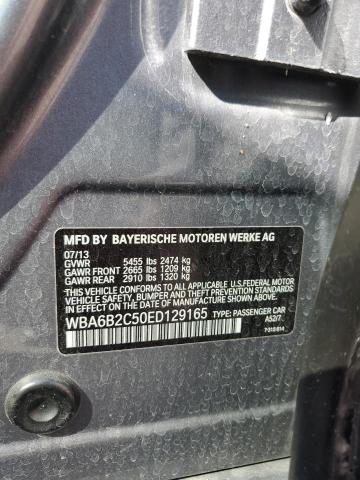 MFD BY BAYERISCHE MOTOREN WERKE AG
07/13
GVWR 5455 lbs 2474 kg
GAWR FRONT 2665 lbs 1209 kg
GAWR REAR 2910 lbs 1320 kg
THIS VEHICLE CONFORMS TO ALL APPLICABLE U.S.FEDERAL MOTOR
VEHICLE SAFETY, BUMPER, AND THEFT PREVENTION STANDARDS IN
EFFECT ON THE DATE OF MANUFACTURE SHOWN ABOVE.
WBA6B2C50ED129165 TYPE: PASSENGER CAR
A52/7